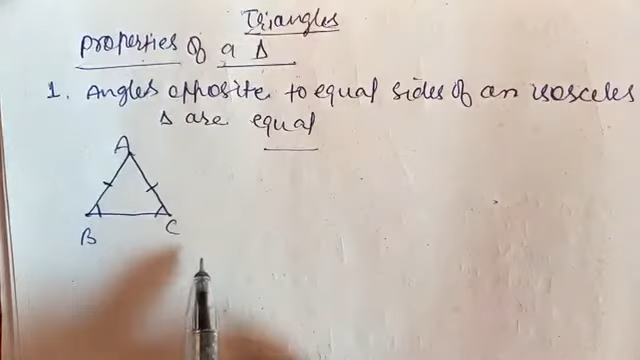 Triangles
Properties of a Δ
1. Angles opposite to equal sides of an isosceles
Δ are equal
A
B
C